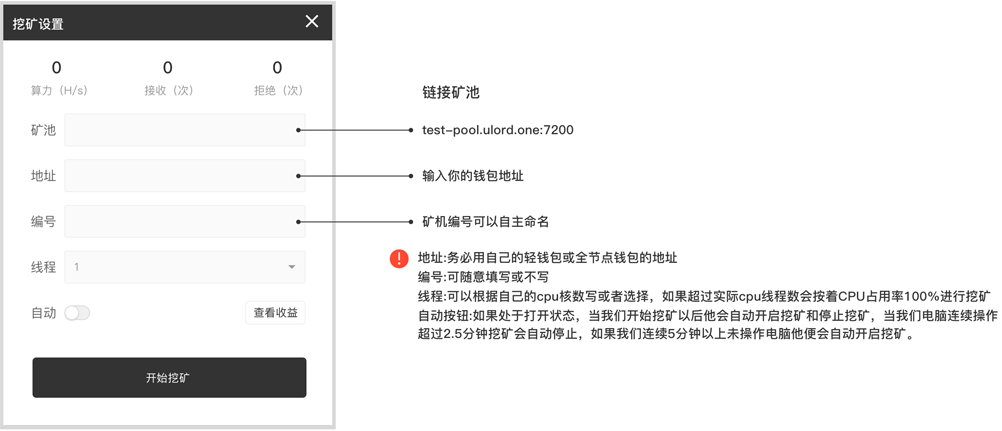 挖矿设置
0
0
0
算力（H/s）
接收（次）
拒绝（次）
链接矿池
矿池
test-pool.ulord.one:7200
地址
输入你的钱包地址
编号
矿机编号可以自主命名
线程
1
自动
查看收益
开始挖矿
地址:务必用自己的轻钱包或全节点钱包的地址
编号:可随意填写或不写
线程:可以根据自己的cpu核数写或者选择，如果超过实际cpu线程数会按着CPU占用率100%进行挖矿
自动按钮:如果处于打开状态，当我们开始挖矿以后他会自动开启挖矿和停止挖矿，当我们电脑连续操作
超过2.5分钟挖矿会自动停止，如果我们连续5分钟以上未操作电脑他便会自动开启挖矿。